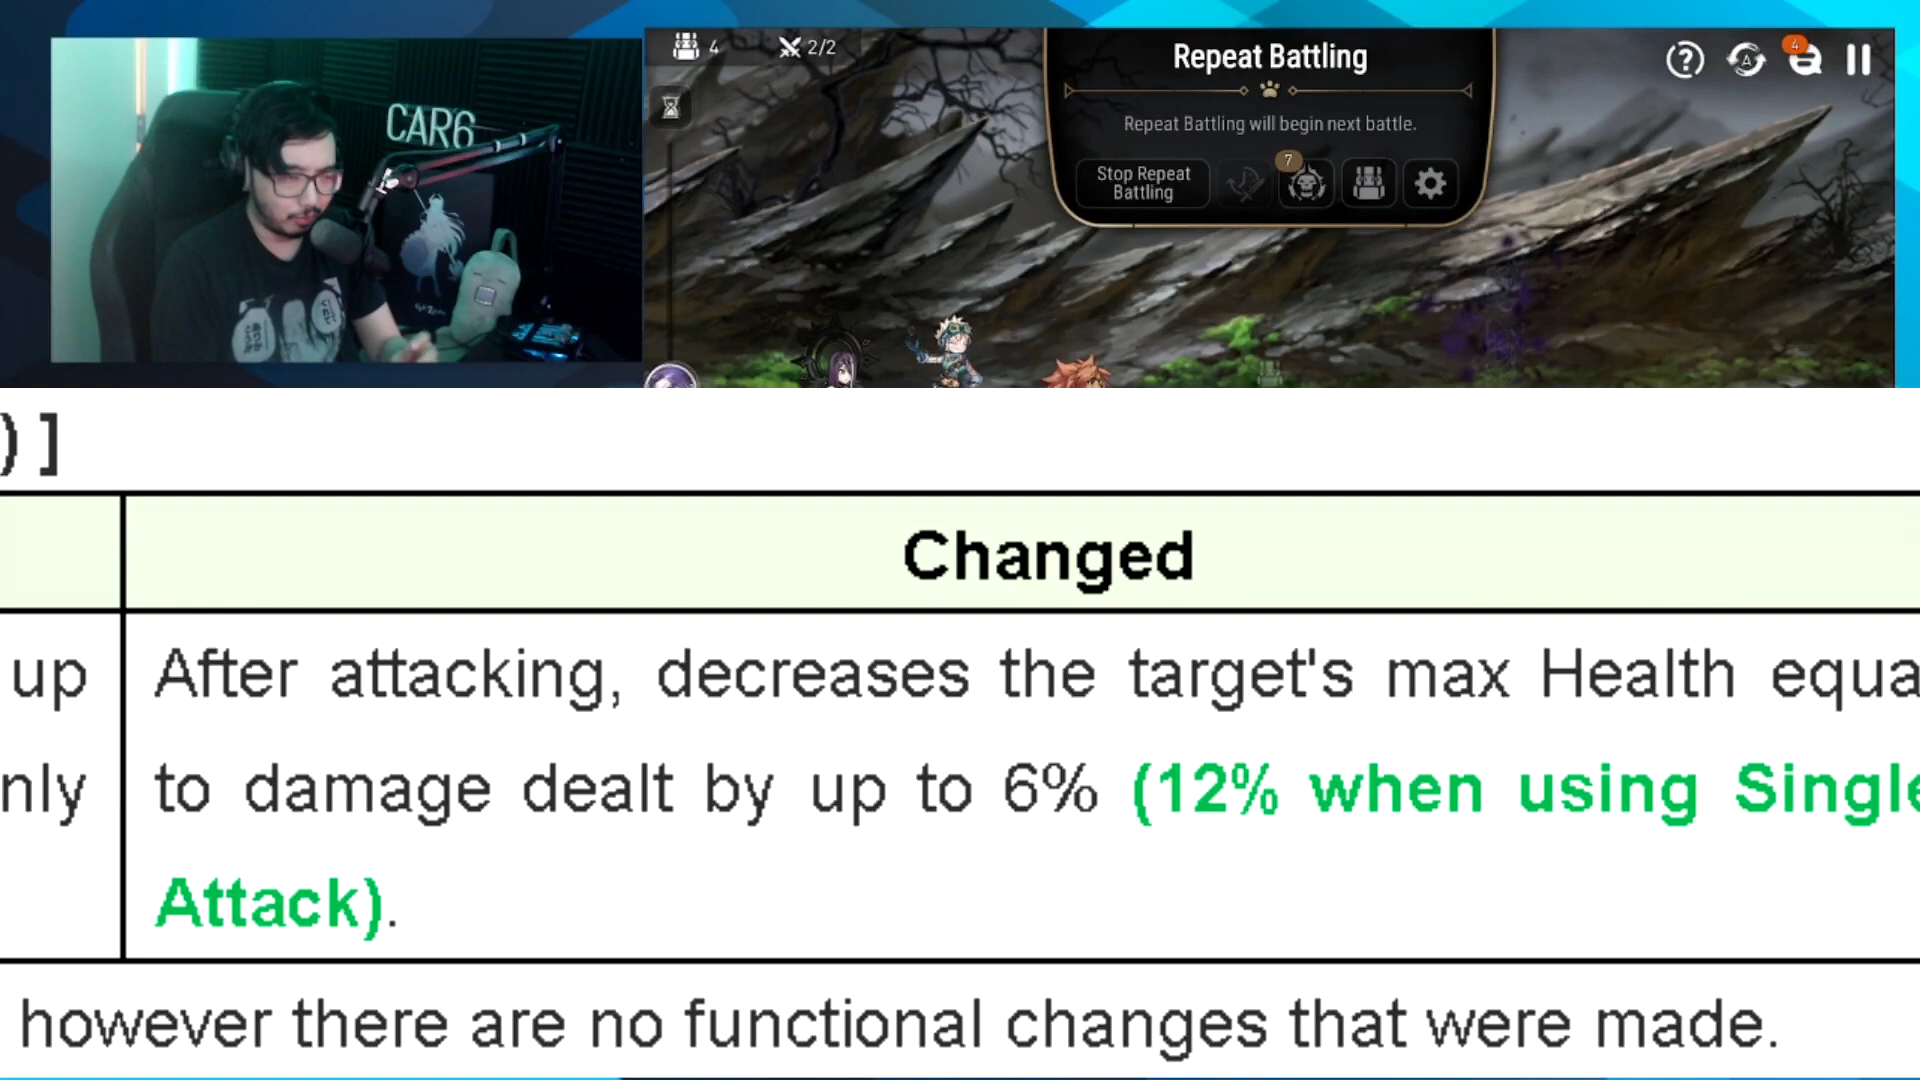 CAR6
4
2/2
Repeat Battling
Repeat Battling will begin next battle.
Stop Repeat
Battling
7
4
A
) ]
Changed
up
After attacking, decreases the target's max Health equa
nly
to damage dealt by up to 6% (12% when using Single
Attack).
however there are no functional changes that were made.